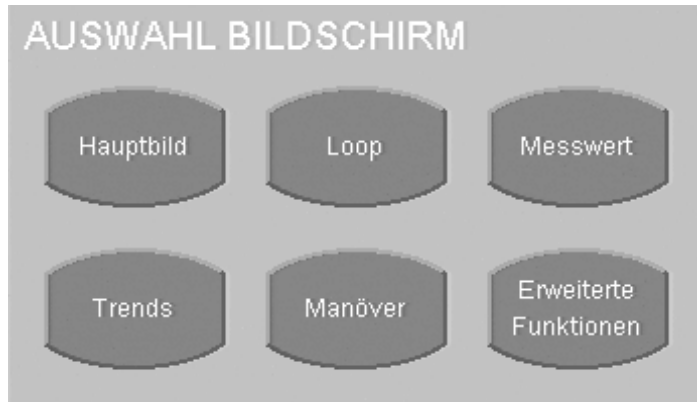 AUSWAHL BILDSCHIRM
Hauptbild
Loop
Messwert
Trends
Manöver
Erweiterte
Funktionen